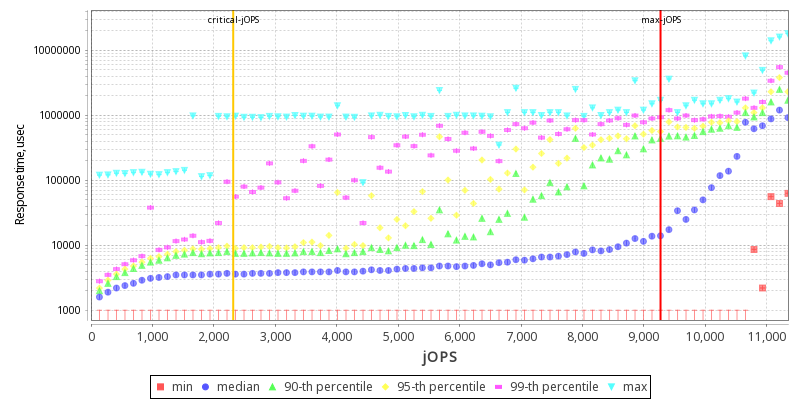 critical-jOPS max-jOPS
10000000
1000000
100000
10000
1000
Response time, usec
0 1,000 2,000 3,000 4,000 5,000 6,000 7,000 8,000 9,000 10,000 11,000
jOPS
min median 90-th percentile 95-th percentile 99-th percentile max